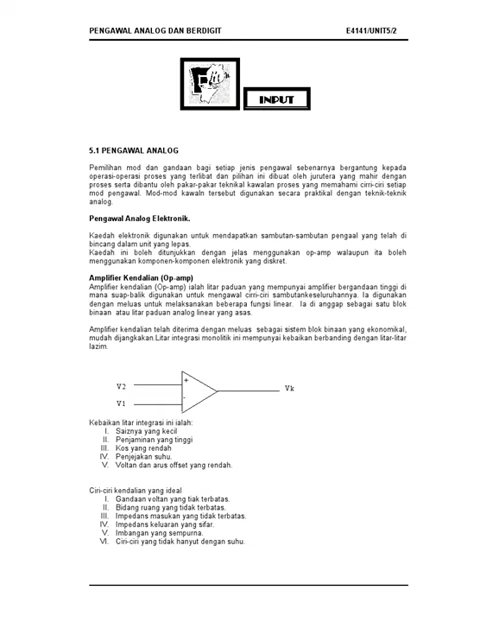 PENGAWAL ANALOG DAN BERDIGIT E4141/UNIT5/2
INPUT
5.1 PENGAWAL ANALOG
Pemilihan mod dan gandaan bagi setiap jenis pengawal sebenarnya bergantung kepada
operasi-operasi proses yang terlibat dan pilihan ini dibuat oleh jurutera yang mahir dengan
proses serta dibantu oleh pakar-pakar teknikal kawalan proses yang memahami cirri-ciri setiap
mod pengawal. Mod-mod kawaln tersebut digunakan secara praktikal dengan teknik-teknik
analog.
Pengawal Analog Elektronik.
Kaedah elektronik digunakan untuk mendapatkan sambutan-sambutan pengaal yang telah di
bincang dalam unit yang lepas.
Kaedah ini boleh ditunjukkan dengan jelas menggunakan op-amp walaupun ita boleh
menggunakan komponen-komponen elektronik yang diskret.
Amplifier Kendalian (Op-amp)
Amplifier kendalian (Op-amp) ialah litar paduan yang mempunyai amplifier bergandaan tinggi di
mana suap-balik digunakan untuk mengawal cirri-ciri sambutankeseluruhannya. Ia digunakan
dengan meluas untuk melaksanakan beberapa fungsi linear. Ia di anggap sebagai satu blok
binaan atau litar paduan analog linear yang asas.
Amplifier kendalian telah diterima dengan meluas sebagai sistem blok binaan yang ekonomikal,
mudah dijangkakan.Litar integrasi monolitik ini mempunyai kebaikan berbanding dengan litar-litar
lazim.
V2
+
Vk
V1
-
Kebaikan litar integrasi ini ialah:
I. Saiznya yang kecil
II. Penjaminan yang tinggi
III. Kos yang rendah
IV. Penjejakan suhu.
V. Voltan dan arus offset yang rendah.
Ciri-ciri kendalian yang ideal
I. Gandaan voltan yang tiak terbatas.
II. Bidang ruang yang tidak terbatas.
III. Impedans masukan yang tidak terbatas.
IV. Impedans keluaran yang sifar.
V. Imbangan yang sempurna.
VI. Ciri-ciri yang tidak hanyut dengan suhu.